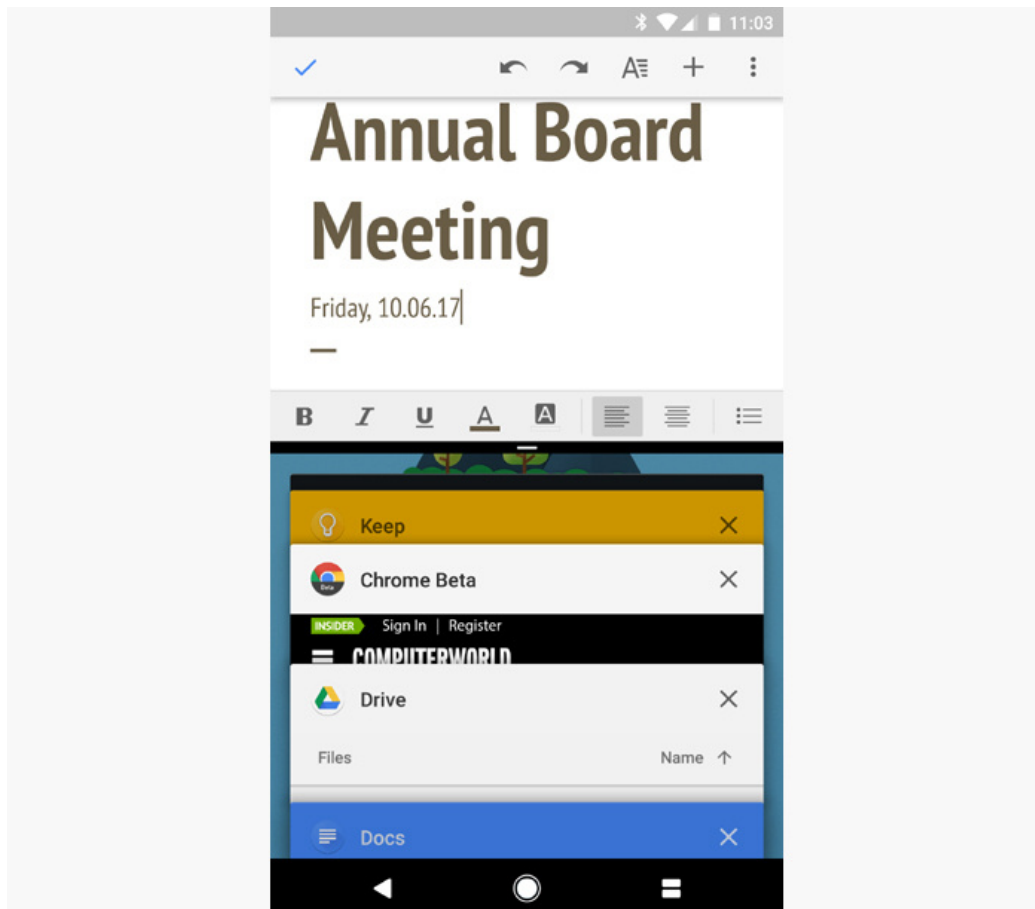 11:03
Annual Board
Meeting
Friday, 10.06.17
B I U A A
Keep
Beta
Chrome Beta
INSIDER Sign In | Register
COMPUTERWORLD
Drive
Files Name ↑
Docs